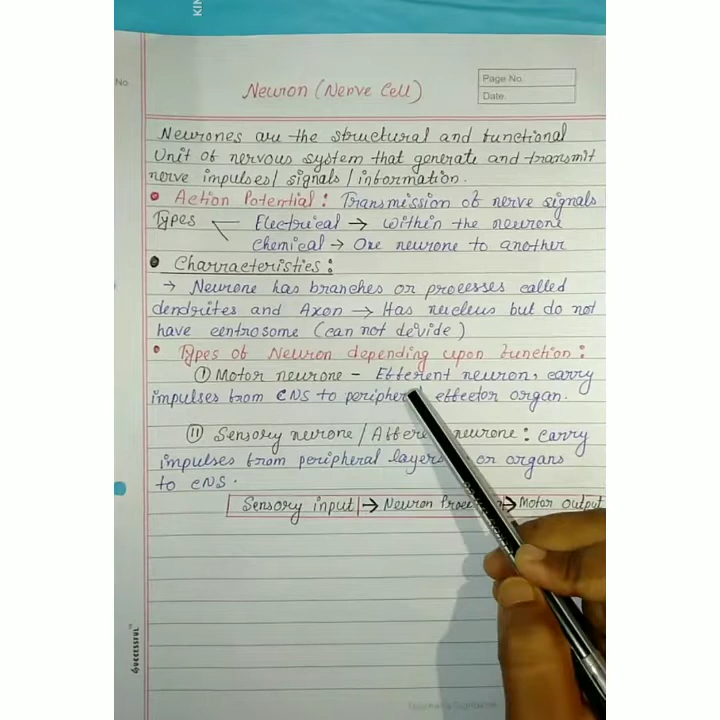 KIN
No.
Neuron (Nerve Cell)
Page No.
Date.
Neurones are the structural and functional
Unit of nervous system that generate and transmit
nerve impulses/ signals / information.
• Action Potential : Transmission of nerve signals
Types Electrical → Within the neurone
Chemical → One neurone to another
• Charracteristics :
→ Neurone has branches or processes called
dendrites and Axon → Has nucleus but do not
have centrosome (can not devide)
• Types of Neuron depending upon function :
(I) Motor neurone - Efferent neuron, carry
impulses from CNS to effector organ.
(II) Sensory neurone / neurone : carry
impulses from peripheral layers or organs
to CNS.
Sensory input → Neuron → Motor output
SUCCESSFUL